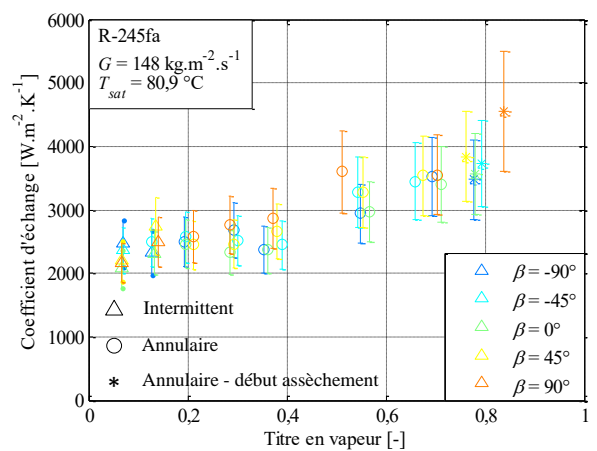 6000
5000
4000
3000
2000
1000
0
0
0,2
0,4
0,6
0,8
1
Coefficient d'échange [W.m⁻².K⁻¹]
Titre en vapeur [-]
R-245fa
G = 148 kg.m⁻².s⁻¹
T_sat = 80,9 °C
Intermittent
Annulaire
Annulaire - début assèchement
β = -90°
β = -45°
β = 0°
β = 45°
β = 90°